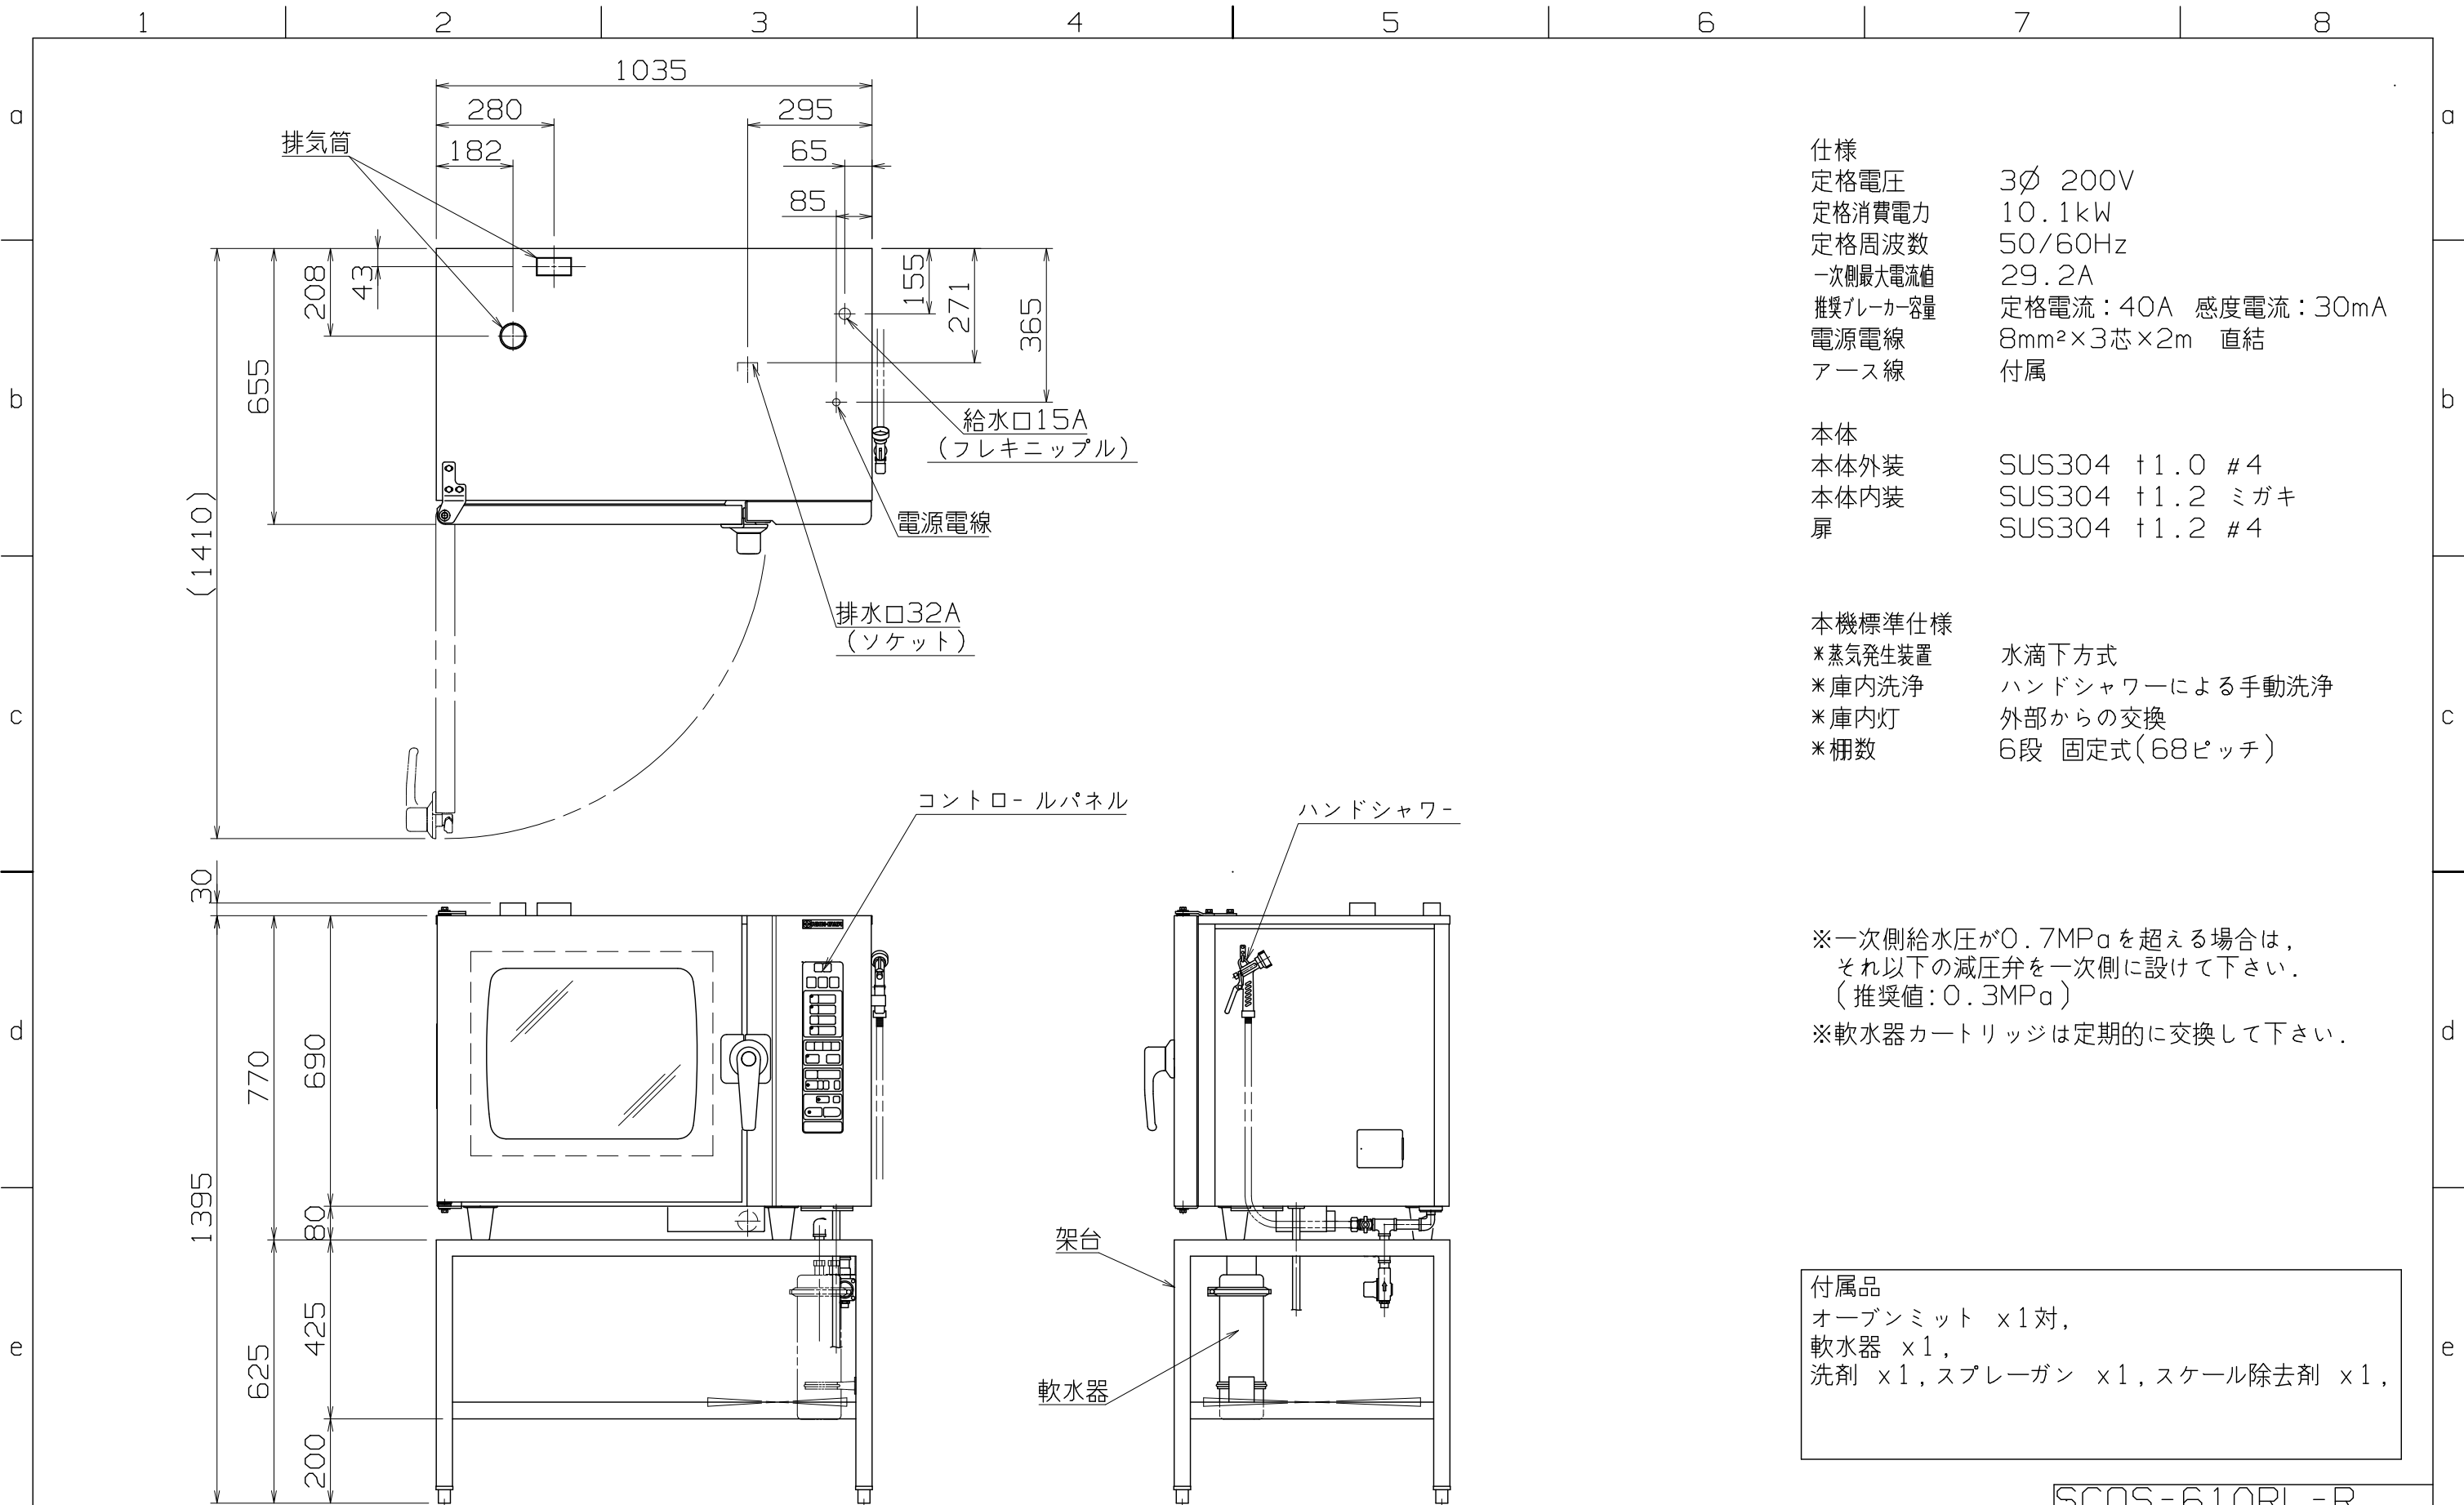 1 2 3 4 5 6 7 8
a
b
c
d
e
a
b
c
d
e
1035
280
295
182
65
85
排気筒
43
208
655
(1410)
155
271
365
給水口15A
(フレキニップル)
電源電線
排水口32A
(ソケット)
コントロ-ルパネル
ハンドシャワ-
30
690
770
1395
80
425
625
200
架台
軟水器
仕様
定格電圧 3∅ 200V
定格消費電力 10.1kW
定格周波数 50/60Hz
一次側最大電流値 29.2A
推奨ブレーカー容量 定格電流:40A 感度電流:30mA
電源電線 8mm²×3芯×2m 直結
アース線 付属
本体
本体外装 SUS304 t1.0 #4
本体内装 SUS304 t1.2 ミガキ
扉 SUS304 t1.2 #4
本機標準仕様
*蒸気発生装置 水滴下方式
*庫内洗浄 ハンドシャワーによる手動洗浄
*庫内灯 外部からの交換
*棚数 6段 固定式(68ピッチ)
※一次側給水圧が0.7MPaを超える場合は,
それ以下の減圧弁を一次側に設けて下さい.
(推奨値:0.3MPa)
※軟水器カートリッジは定期的に交換して下さい.
付属品
オーブンミット x1対,
軟水器 x1,
洗剤 x1,スプレーガン x1,スケール除去剤 x1,
SCOS-610RL-R